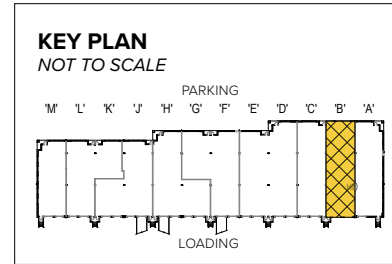 KEY PLAN
NOT TO SCALE
PARKING
'M' 'L' 'K' 'J' 'H' 'G' 'F' 'E' 'D' 'C' 'B' 'A'
LOADING